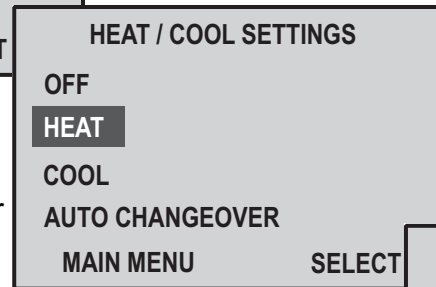 HEAT / COOL SETTINGS
OFF
HEAT
COOL
AUTO CHANGEOVER
MAIN MENU SELECT